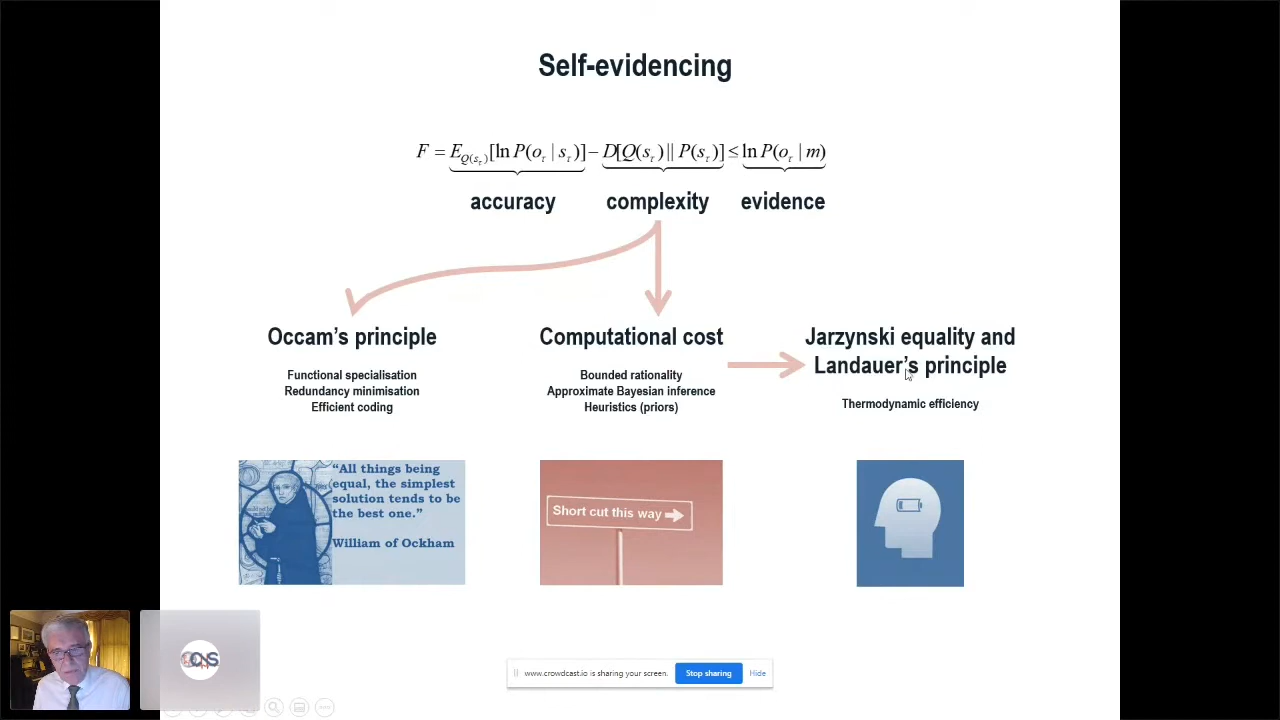 Self-evidencing
F = E_{Q(s_τ)}[ln P(o_τ | s_τ)] − D[Q(s_τ) || P(s_τ)] ≤ ln P(o_τ | m)
accuracy complexity evidence
Occam's principle
Functional specialisation
Redundancy minimisation
Efficient coding
Computational cost
Bounded rationality
Approximate Bayesian inference
Heuristics (priors)
Jarzynski equality and
Landauer's principle
Thermodynamic efficiency
“All things being
equal, the simplest
solution tends to be
the best one.”
William of Ockham
Short cut this way
www.crowdcast.io is sharing your screen.
Stop sharing
Hide